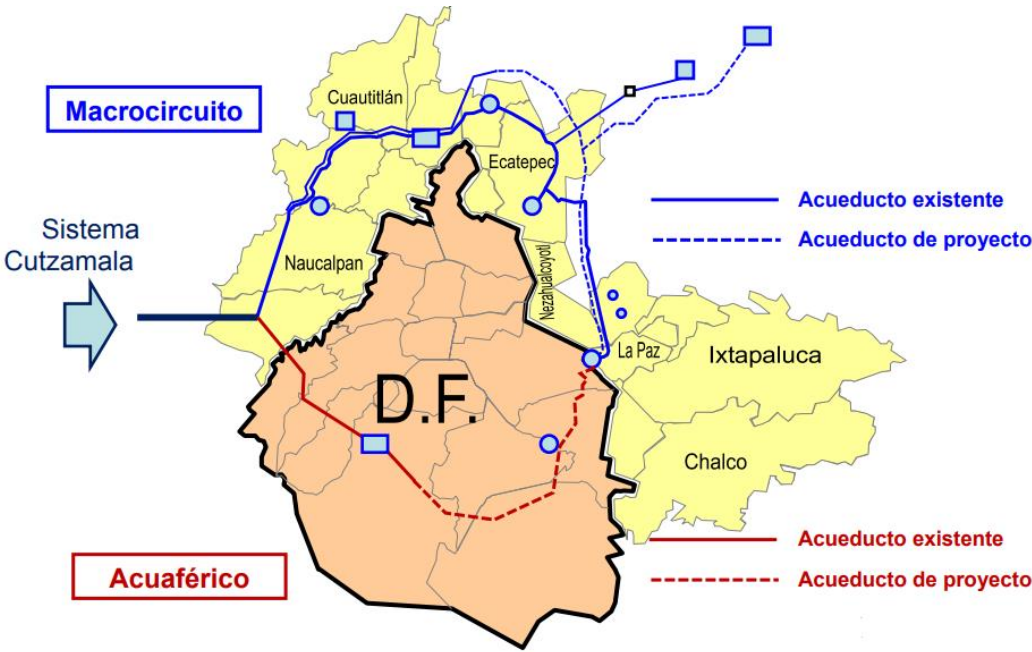 Cuautitlán
Macrocircuito
Ecatepec
Acueducto existente
Sistema
Cutzamala
Acueducto de proyecto
Naucalpan
Nezahualcoyotl
La Paz
Ixtapaluca
D.F.
Chalco
Acueducto existente
Acuaférico
Acueducto de proyecto